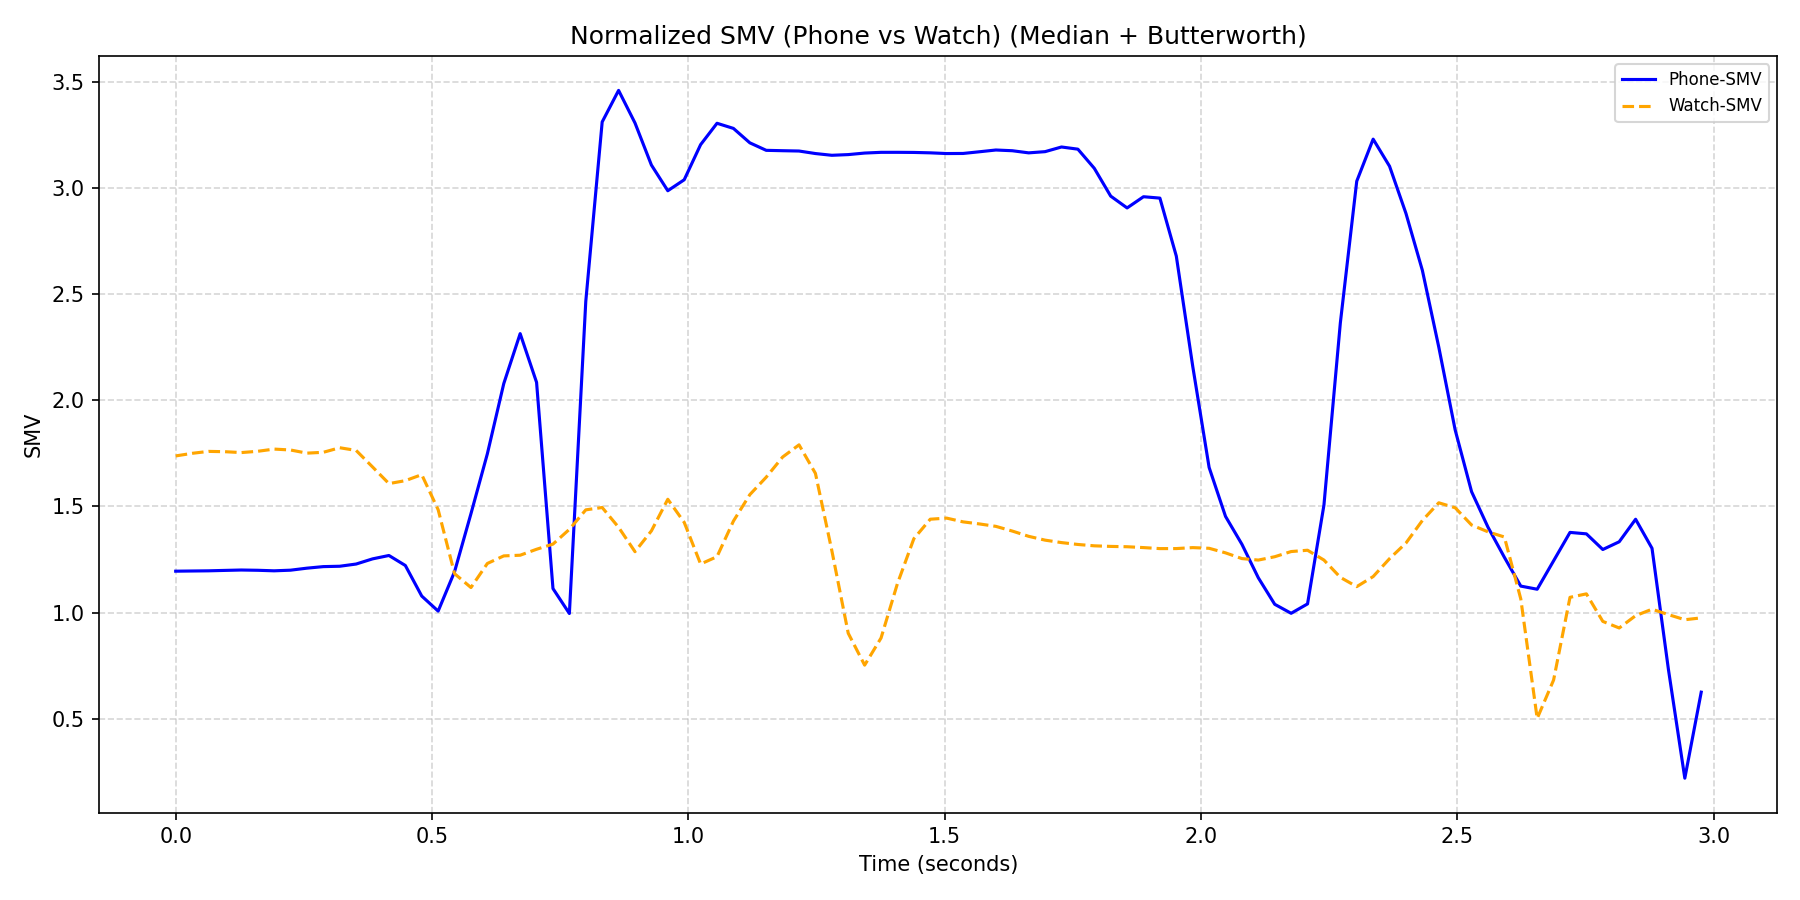 Normalized SMV (Phone vs Watch) (Median + Butterworth)
Phone-SMV
Watch-SMV
SMV
3.5
3.0
2.5
2.0
1.5
1.0
0.5
0.0 0.5 1.0 1.5 2.0 2.5 3.0
Time (seconds)